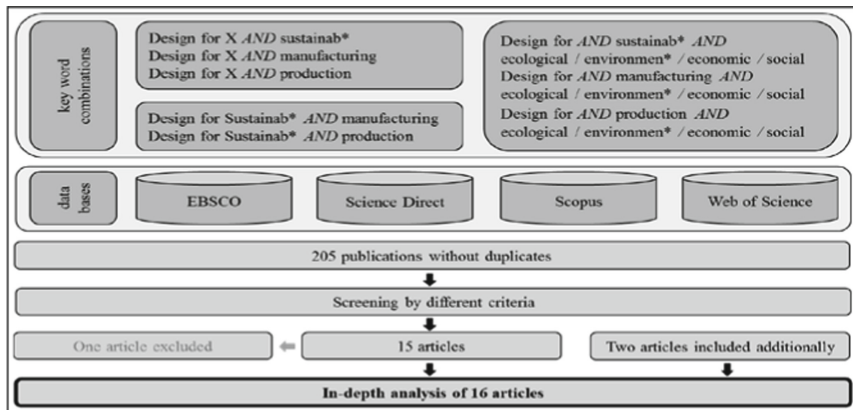 key word
combinations
Design for X AND sustainab*
Design for X AND manufacturing
Design for X AND production
Design for Sustainab* AND manufacturing
Design for Sustainab* AND production
Design for AND sustainab* AND
ecological / environmen* / economic / social
Design for AND manufacturing AND
ecological / environmen* / economic / social
Design for AND production AND
ecological / environmen* / economic / social
data
bases
EBSCO
Science Direct
Scopus
Web of Science
205 publications without duplicates
Screening by different criteria
One article excluded
15 articles
Two articles included additionally
In-depth analysis of 16 articles